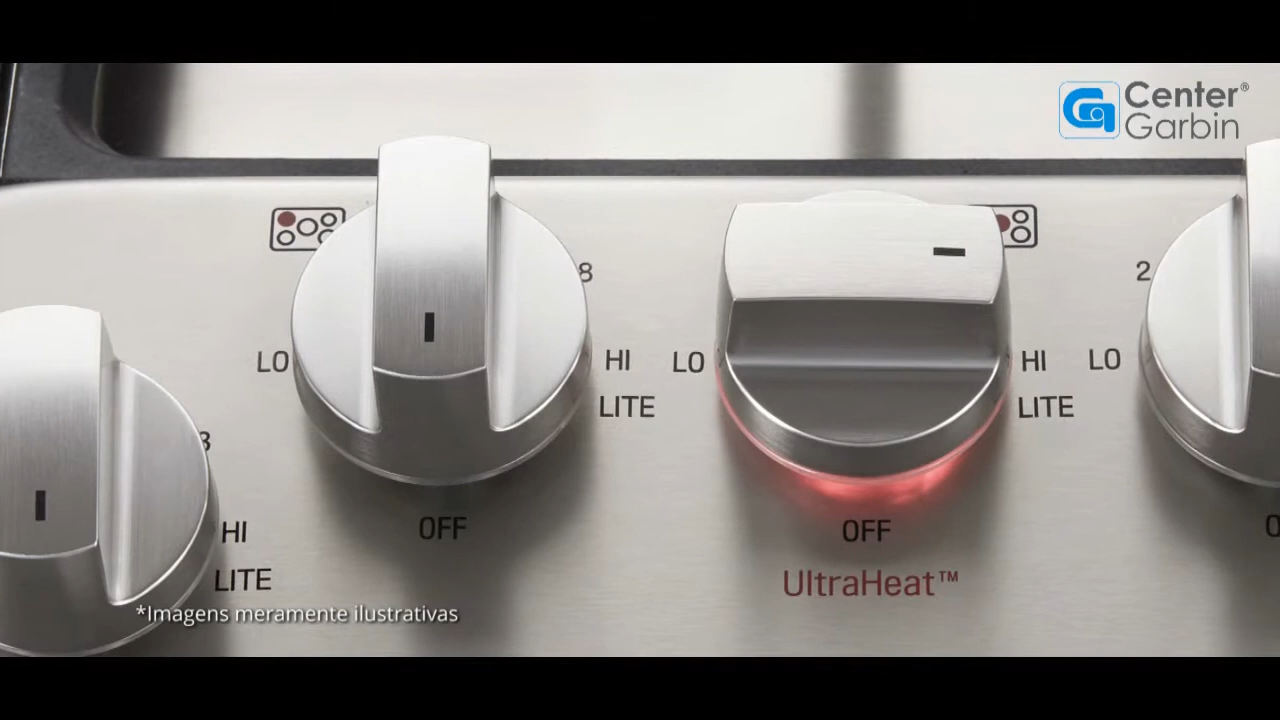 Center®
Garbin
8
LO
HI
LITE
OFF
LO
HI
LITE
OFF
UltraHeat™
2
LO
HI
LITE
*Imagens meramente ilustrativas